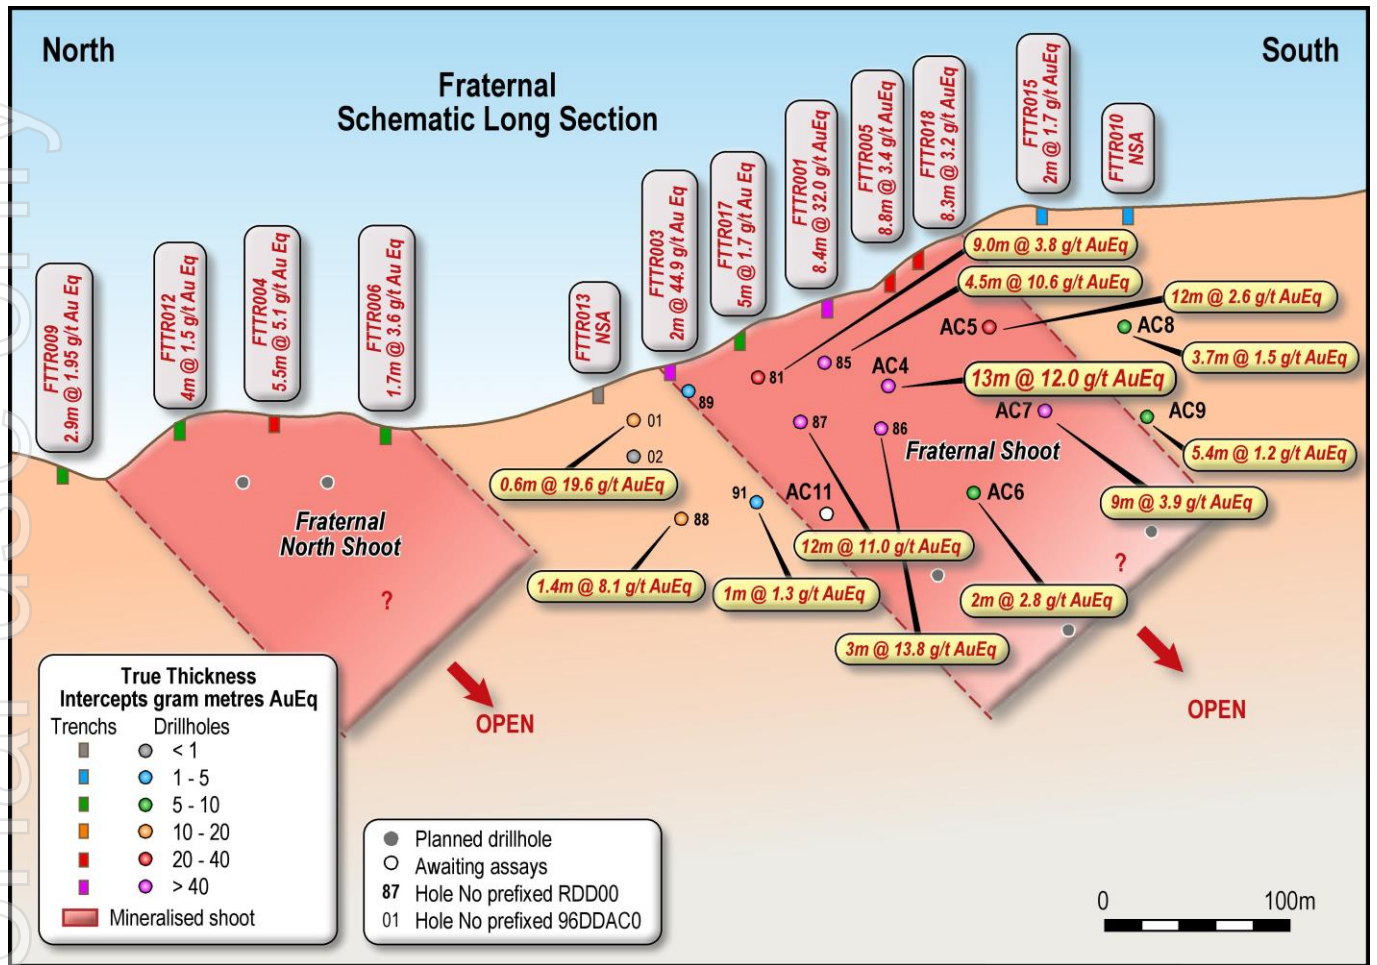 North
South
Fraternal
Schematic Long Section
FTTR009
2.9m @ 1.95 g/t Au Eq
FTTR012
4m @ 1.5 g/t Au Eq
FTTR004
5.5m @ 5.1 g/t Au Eq
FTTR006
1.7m @ 3.6 g/t Au Eq
FTTR013
NSA
FTTR003
2m @ 44.9 g/t Au Eq
FTTR017
5m @ 1.7 g/t Au Eq
FTTR001
8.4m @ 32.0 g/t AuEq
FTTR005
8.8m @ 3.4 g/t AuEq
FTTR018
8.3m @ 3.2 g/t AuEq
FTTR015
2m @ 1.7 g/t AuEq
FTTR010
NSA
9.0m @ 3.8 g/t AuEq
4.5m @ 10.6 g/t AuEq
12m @ 2.6 g/t AuEq
AC5
AC8
3.7m @ 1.5 g/t AuEq
81
85
AC4
13m @ 12.0 g/t AuEq
89
01
87
86
AC7
AC9
Fraternal Shoot
5.4m @ 1.2 g/t AuEq
02
0.6m @ 19.6 g/t AuEq
91
AC11
AC6
9m @ 3.9 g/t AuEq
88
Fraternal
North Shoot
12m @ 11.0 g/t AuEq
?
1.4m @ 8.1 g/t AuEq
1m @ 1.3 g/t AuEq
2m @ 2.8 g/t AuEq
?
3m @ 13.8 g/t AuEq
OPEN
OPEN
True Thickness
Intercepts gram metres AuEq
Trenchs Drillholes
< 1
1 - 5
5 - 10
10 - 20
20 - 40
> 40
Mineralised shoot
Planned drillhole
Awaiting assays
87 Hole No prefixed RDD00
01 Hole No prefixed 96DDAC0
0 100m